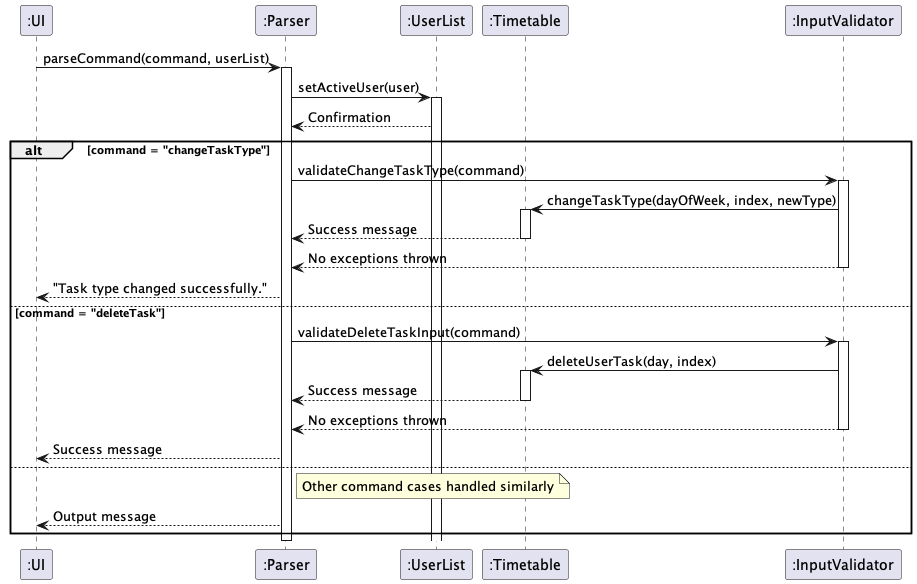 :UI :Parser :UserList :Timetable :InputValidator
parseCommand(command, userList)
setActiveUser(user)
Confirmation
alt [command = "changeTaskType"]
validateChangeTaskType(command)
changeTaskType(dayOfWeek, index, newType)
Success message
No exceptions thrown
"Task type changed successfully."
[command = "deleteTask"]
validateDeleteTaskInput(command)
deleteUserTask(day, index)
Success message
No exceptions thrown
Success message
Other command cases handled similarly
Output message
:UI :Parser :UserList :Timetable :InputValidator